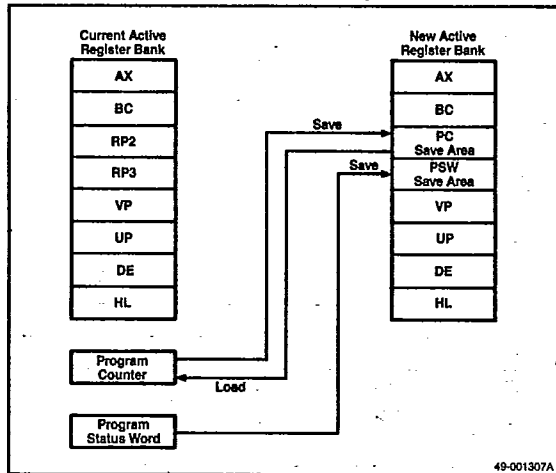 Current Active
Register Bank
AX
BC
RP2
RP3
VP
UP
DE
HL
New Active
Register Bank
AX
BC
PC
Save Area
PSW
Save Area
VP
UP
DE
HL
Save
Save
Program
Counter
Load
Program
Status Word
49-001307A